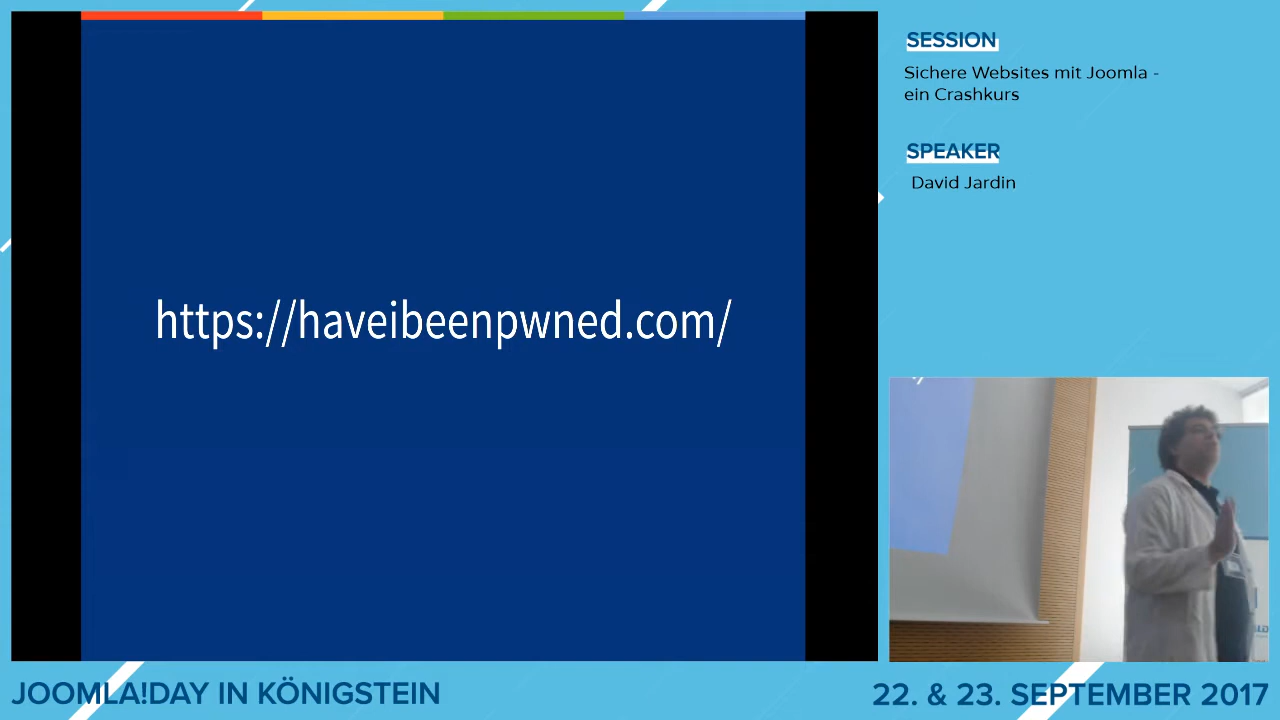 https://haveibeenpwned.com/
SESSION
Sichere Websites mit Joomla -
ein Crashkurs
SPEAKER
David Jardin
JOOMLA!DAY IN KÖNIGSTEIN
22. & 23. SEPTEMBER 2017